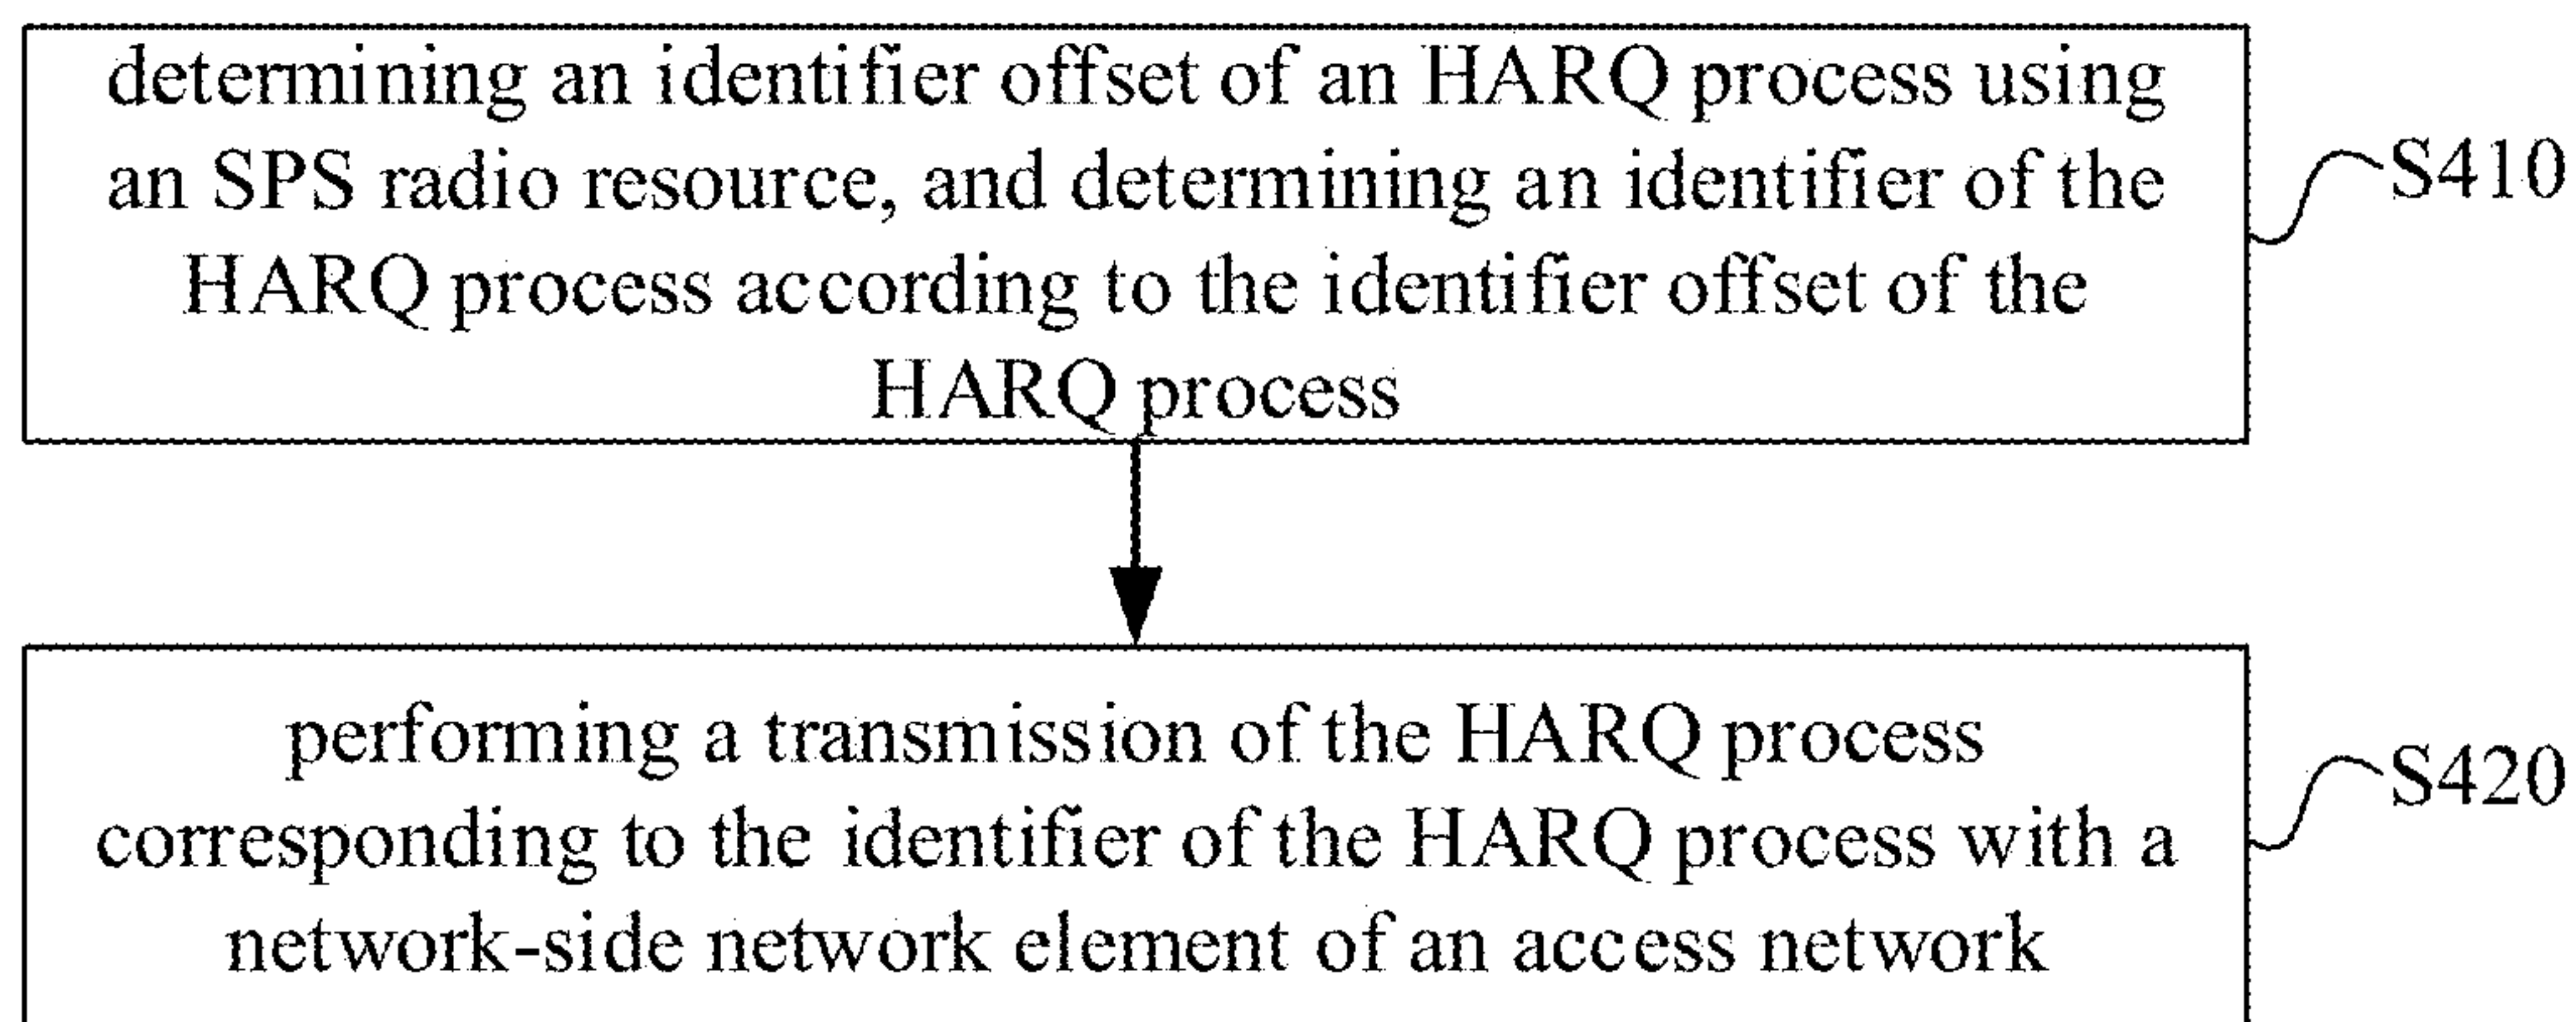 determining an identifier offset of an HARQ process using
an SPS radio resource, and determining an identifier of the
HARQ process according to the identifier offset of the
HARQ process
S410
performing a transmission of the HARQ process
corresponding to the identifier of the HARQ process with a
network-side network element of an access network
S420